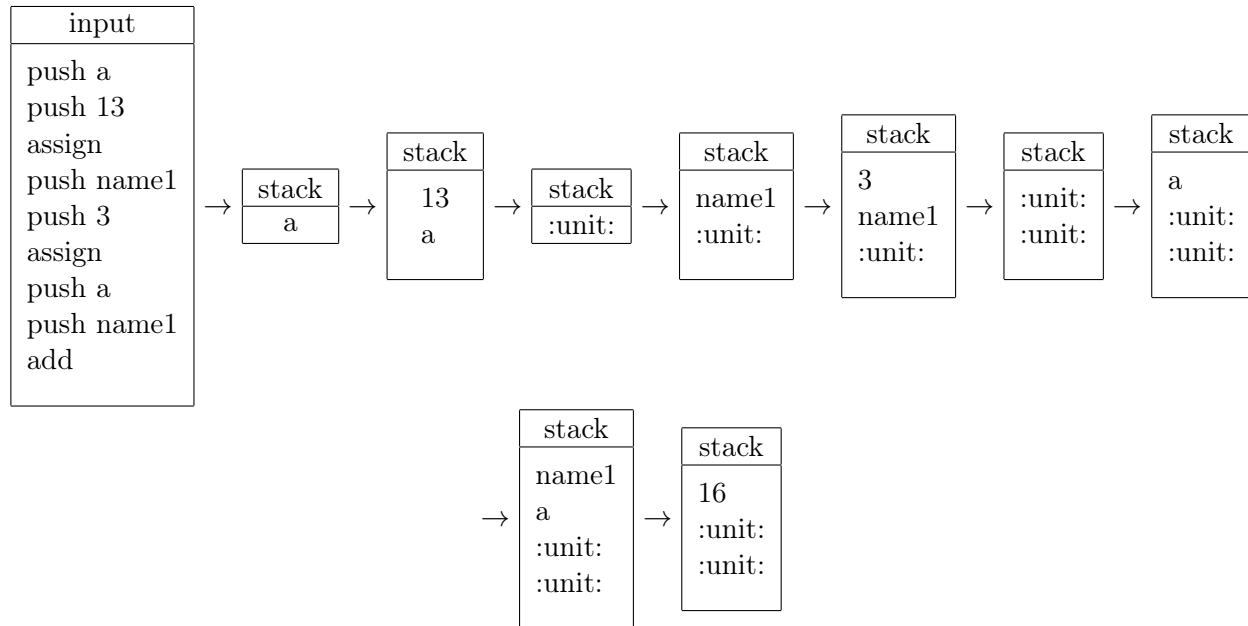 input
push a
push 13
assign
push name1
push 3
assign
push a
push name1
add
→
stack
a
→
stack
13
a
→
stack
:unit:
→
stack
name1
:unit:
→
stack
3
name1
:unit:
→
stack
:unit:
:unit:
→
stack
a
:unit:
:unit:
→
stack
name1
a
:unit:
:unit:
→
stack
16
:unit:
:unit: